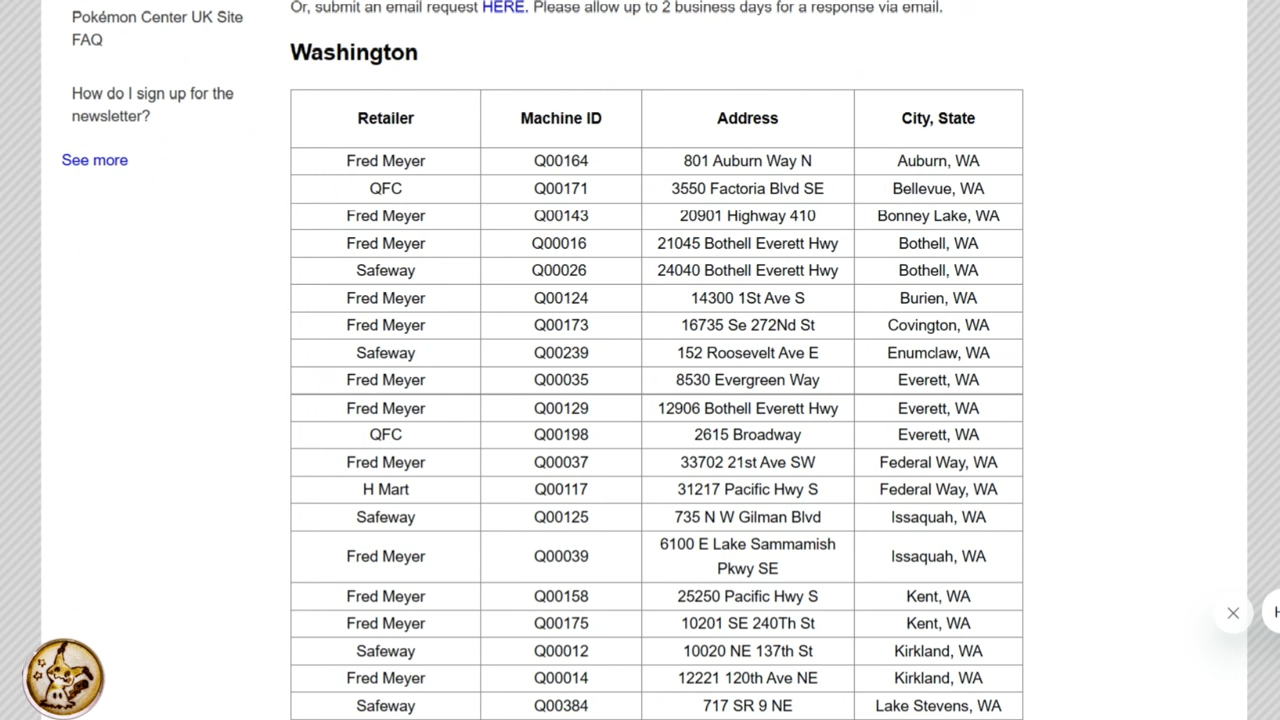 Pokémon Center UK Site
FAQ
How do I sign up for the
newsletter?
See more
Or, submit an email request HERE. Please allow up to 2 business days for a response via email.
Washington
Retailer Machine ID Address City, State
Fred Meyer Q00164 801 Auburn Way N Auburn, WA
QFC Q00171 3550 Factoria Blvd SE Bellevue, WA
Fred Meyer Q00143 20901 Highway 410 Bonney Lake, WA
Fred Meyer Q00016 21045 Bothell Everett Hwy Bothell, WA
Safeway Q00026 24040 Bothell Everett Hwy Bothell, WA
Fred Meyer Q00124 14300 1St Ave S Burien, WA
Fred Meyer Q00173 16735 Se 272Nd St Covington, WA
Safeway Q00239 152 Roosevelt Ave E Enumclaw, WA
Fred Meyer Q00035 8530 Evergreen Way Everett, WA
Fred Meyer Q00129 12906 Bothell Everett Hwy Everett, WA
QFC Q00198 2615 Broadway Everett, WA
Fred Meyer Q00037 33702 21st Ave SW Federal Way, WA
H Mart Q00117 31217 Pacific Hwy S Federal Way, WA
Safeway Q00125 735 N W Gilman Blvd Issaquah, WA
Fred Meyer Q00039 6100 E Lake Sammamish
Pkwy SE Issaquah, WA
Fred Meyer Q00158 25250 Pacific Hwy S Kent, WA
Fred Meyer Q00175 10201 SE 240Th St Kent, WA
Safeway Q00012 10020 NE 137th St Kirkland, WA
Fred Meyer Q00014 12221 120th Ave NE Kirkland, WA
Safeway Q00384 717 SR 9 NE Lake Stevens, WA